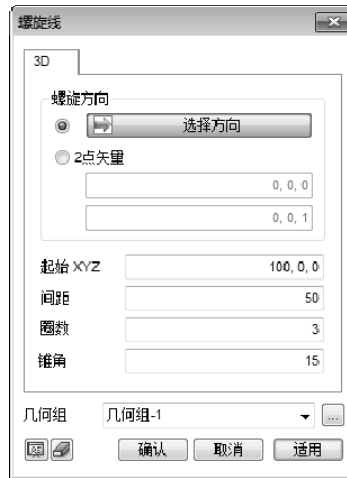 螺旋线
3D
螺旋方向
选择方向
2点矢量
0, 0, 0
0, 0, 1
起始 XYZ 100, 0, 0
间距 50
圈数 3
锥角 15
几何组 几何组-1 ...
确认 取消 适用